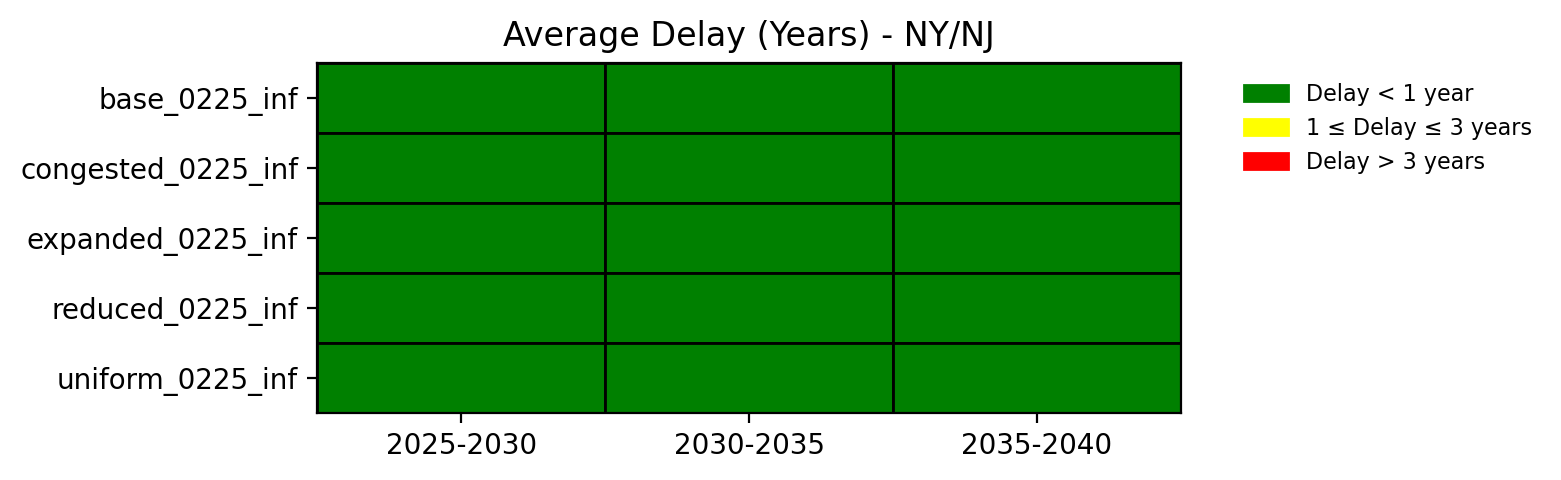 Average Delay (Years) - NY/NJ
base_0225_inf
congested_0225_inf
expanded_0225_inf
reduced_0225_inf
uniform_0225_inf
2025-2030 2030-2035 2035-2040
Delay < 1 year
1 ≤ Delay ≤ 3 years
Delay > 3 years